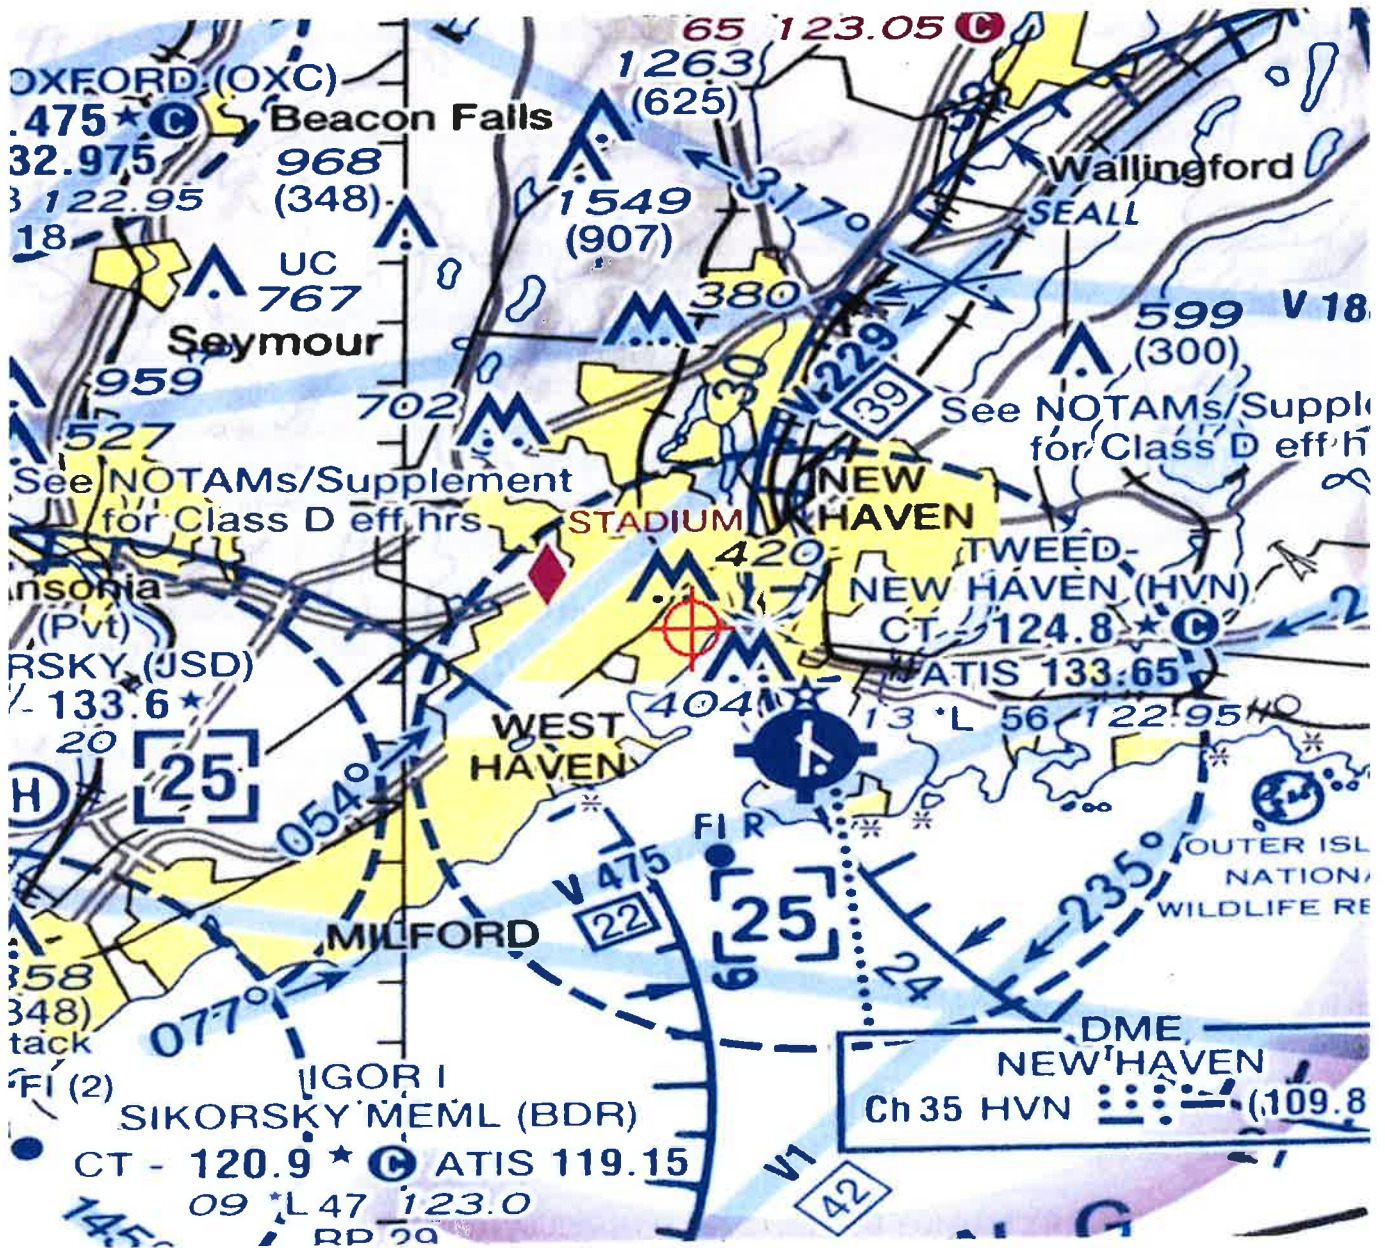 65 123.05 C
OXFORD (OXC)
.475 ★ C
32.975
122.95
18
Beacon Falls
968
(348)
1263
(625)
1549
(907)
317°
Wallingford
SEALL
UC
767
Seymour
380
V 229
39
30
599
(300)
V 18
959
702
527
See NOTAMs/Supplement
for Class D eff hrs
See NOTAMs/Supple
for Class D eff h
NEW
HAVEN
STADIUM
420
TWEED-
NEW HAVEN (HVN)
CT - 124.8 ★ C
ATIS 133.65
13 *L 56 122.95
Ansonia
(Pvt)
RSKY (JSD)
133.6 ★
20
25
H
404
WEST
HAVEN
054°
Fl R
V 475
22
25
235°
OUTER ISL
NATION
WILDLIFE RE
MILFORD
077°
6
24
358
348)
tack
Fl (2)
DME
NEW HAVEN
Ch 35 HVN (109.8
IGOR I
SIKORSKY MEML (BDR)
CT - 120.9 ★ C ATIS 119.15
09 *L 47 123.0
RP 29
V1
42
145°
G